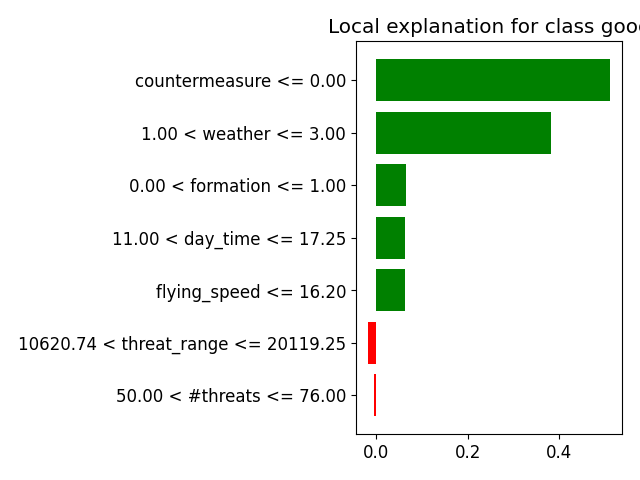 Local explanation for class goo
countermeasure <= 0.00
1.00 < weather <= 3.00
0.00 < formation <= 1.00
11.00 < day_time <= 17.25
flying_speed <= 16.20
10620.74 < threat_range <= 20119.25
50.00 < #threats <= 76.00
0.0 0.2 0.4